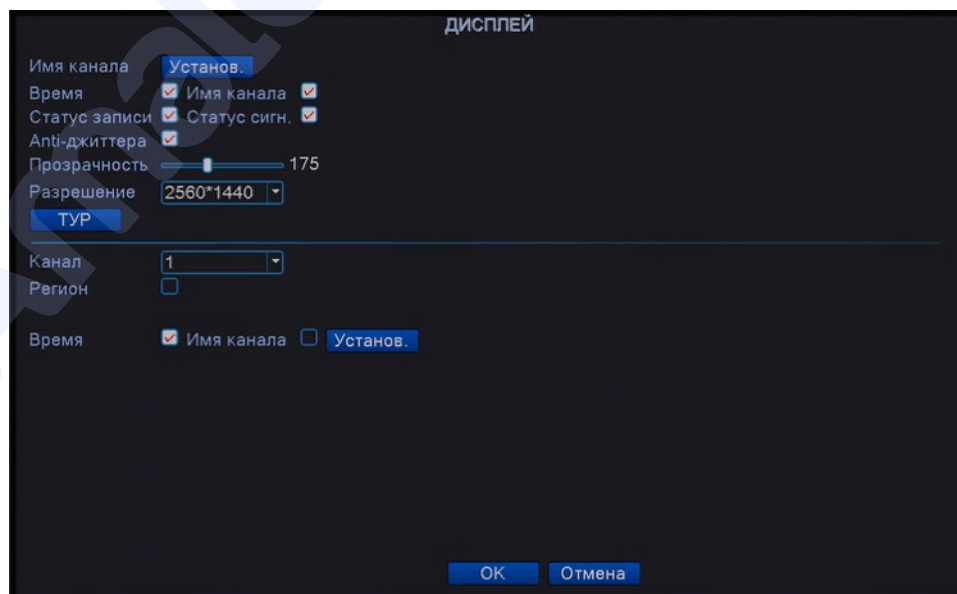 ДИСПЛЕЙ
Имя канала Установ.
Время Имя канала
Статус записи Статус сигн.
Anti-джиттера
Прозрачность 175
Разрешение 2560*1440
ТУР
Канал 1
Регион
Время Имя канала Установ.
OK Отмена